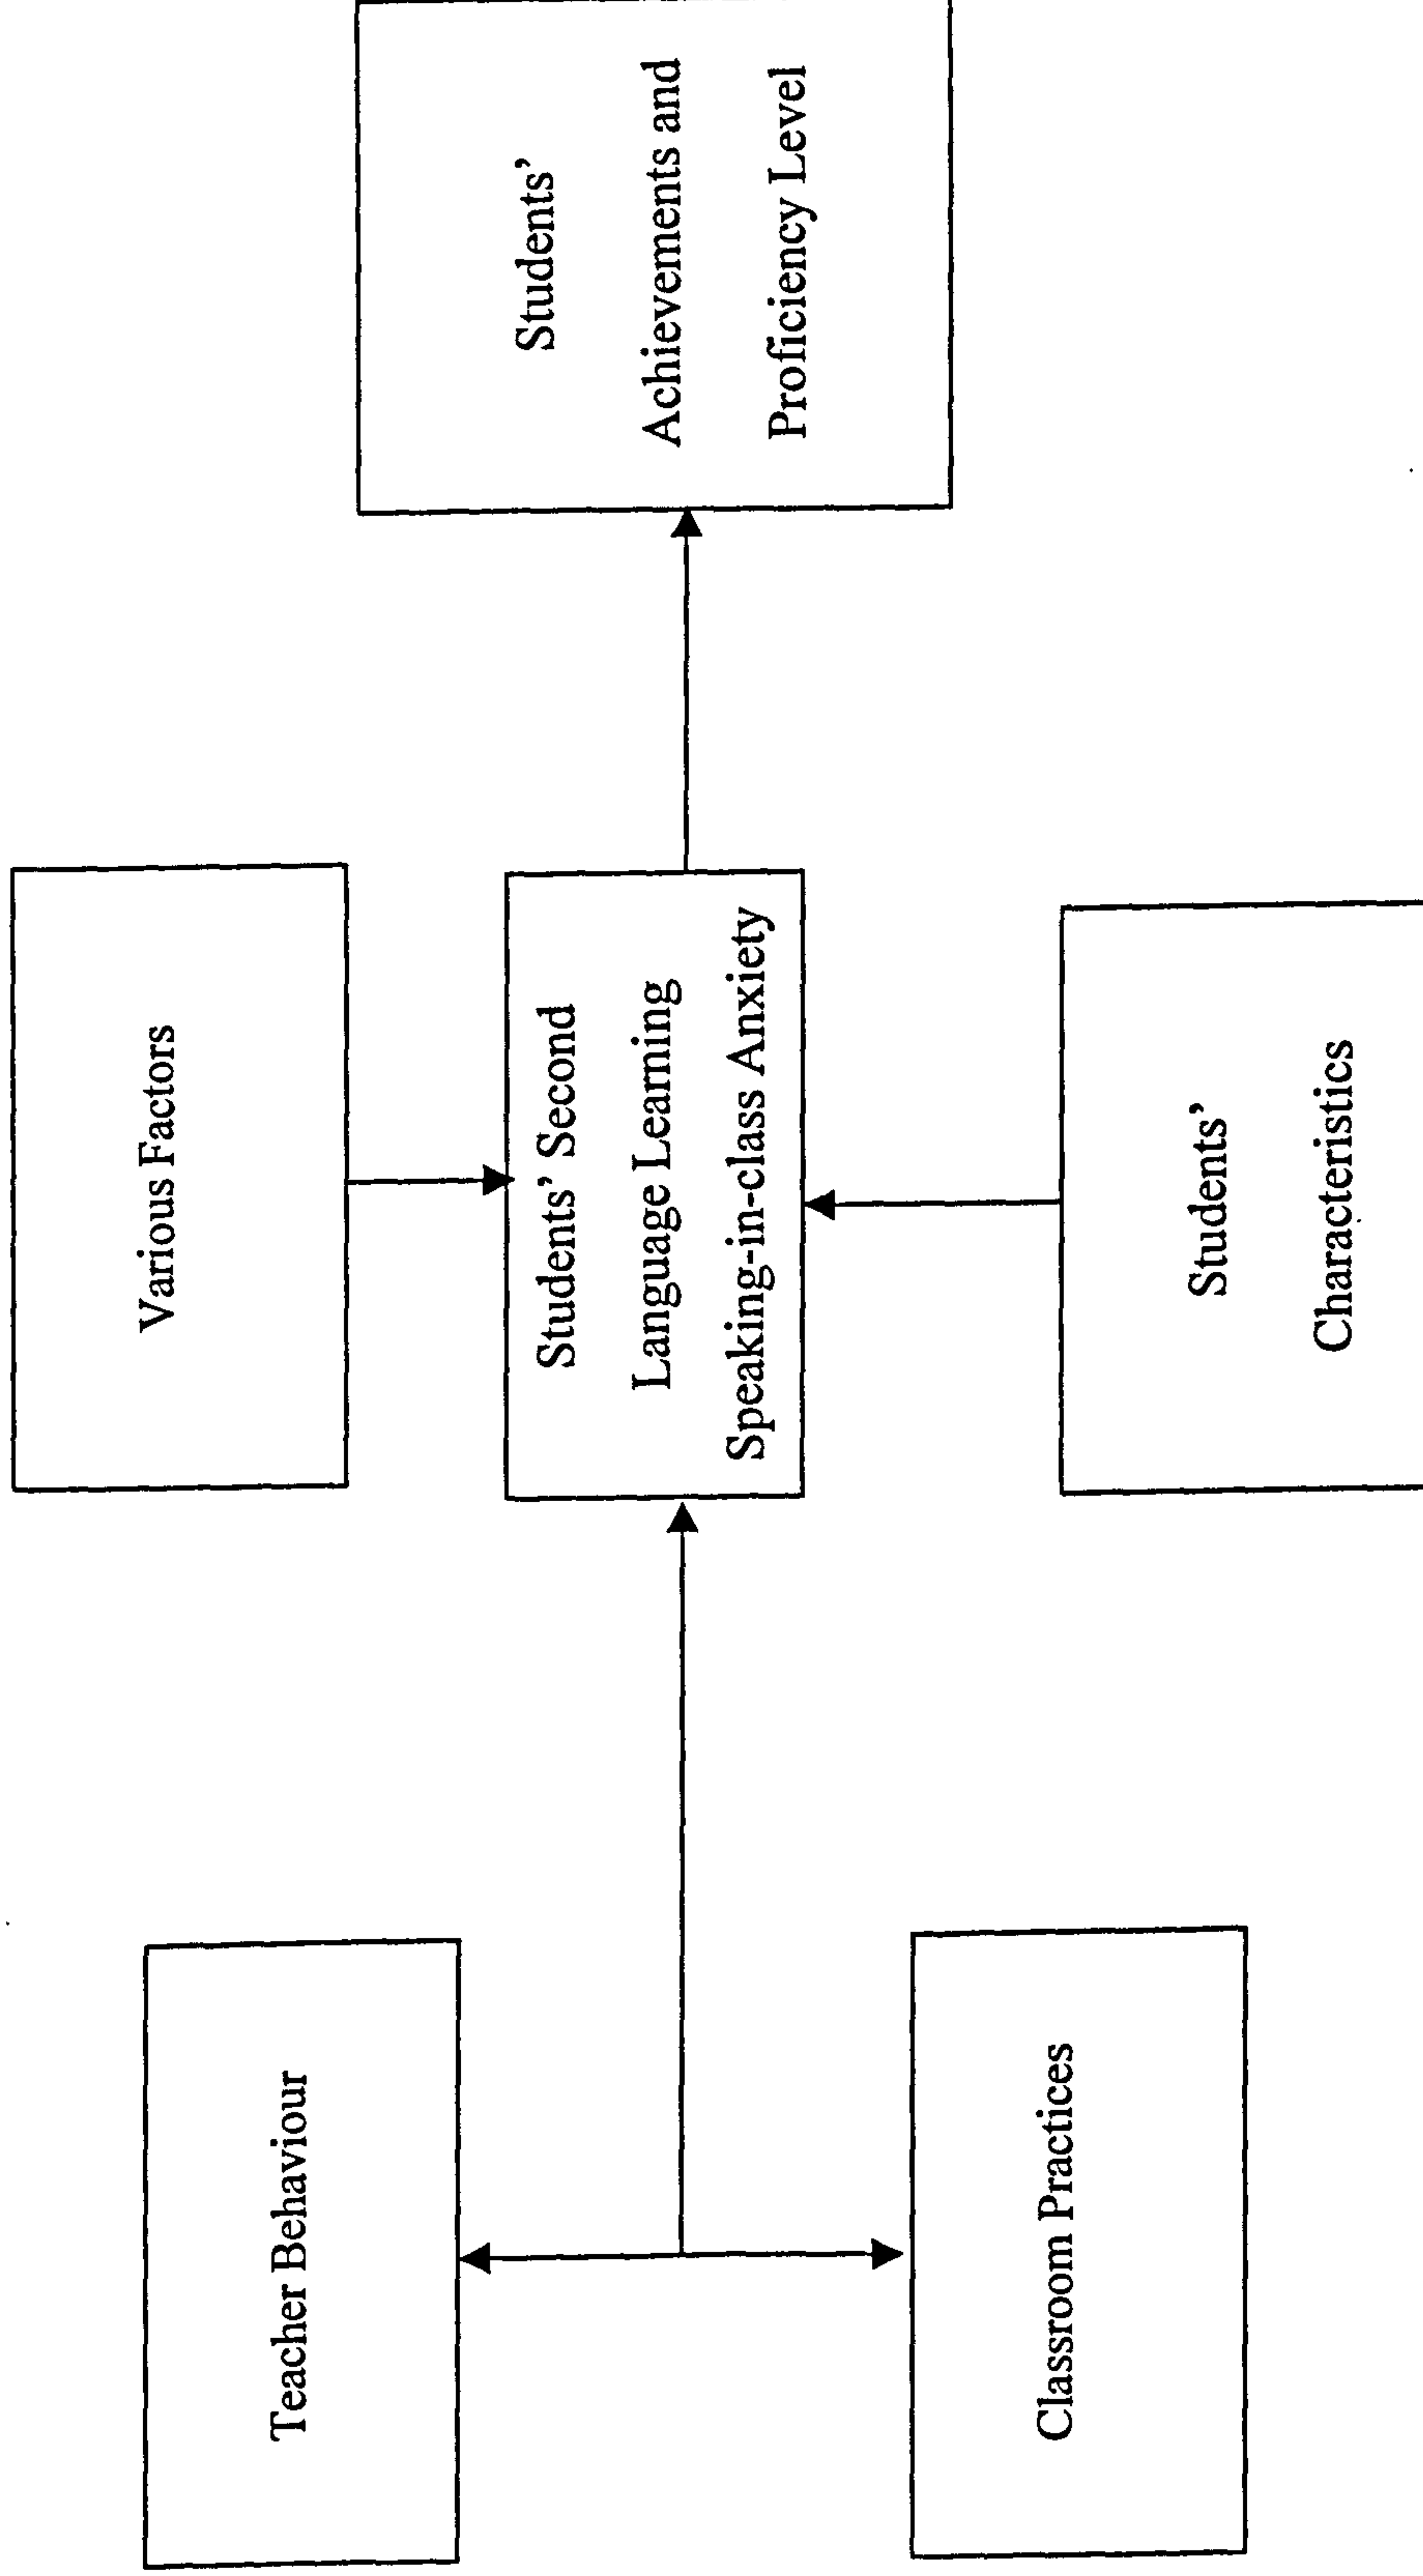 Teacher Behaviour
Classroom Practices
Various Factors
Students' Second
Language Learning
Speaking-in-class Anxiety
Students'
Characteristics
Students'
Achievements and
Proficiency Level